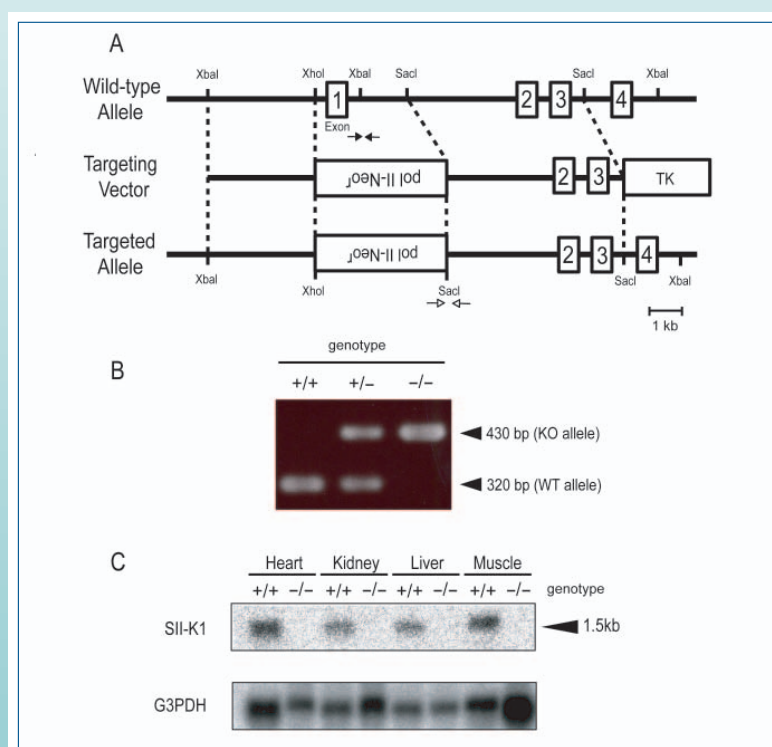 A
XbaI XhoI XbaI SacI SacI XbaI
Wild-type Allele
1 2 3 4
Exon
Targeting Vector
pol II-Neoʳ 2 3 TK
Targeted Allele
pol II-Neoʳ 2 3 4
XbaI XhoI SacI SacI XbaI
1 kb
B
genotype
+/+ +/− −/−
430 bp (KO allele)
320 bp (WT allele)
C
Heart Kidney Liver Muscle
+/+ −/− +/+ −/− +/+ −/− +/+ −/− genotype
SII-K1 1.5kb
G3PDH